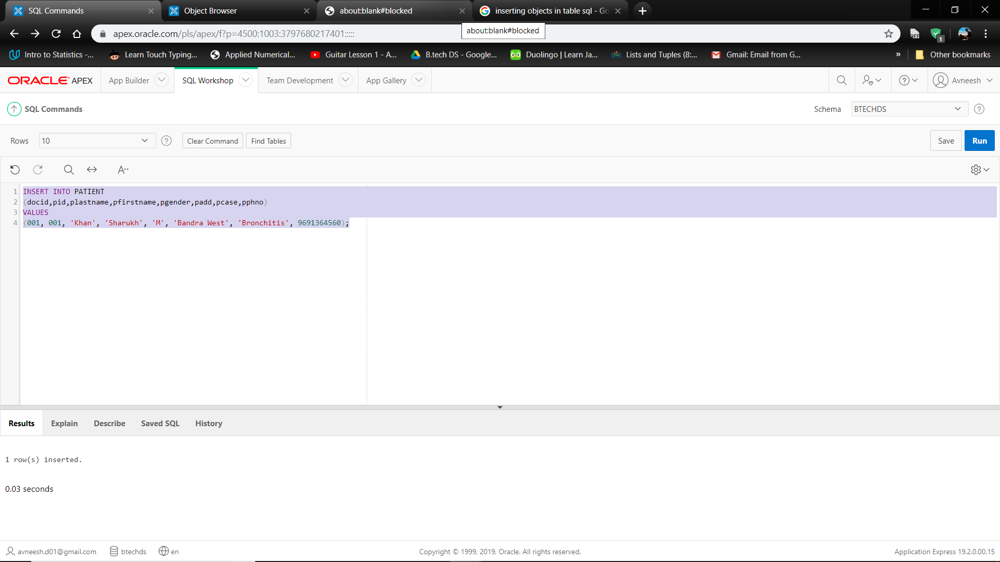 SQL Commands
Object Browser
about:blank#blocked
inserting objects in table sql - Go
apex.oracle.com/pls/apex/f?p=4500:1003:3797680217401:::::
about:blank#blocked
OFF
1
Intro to Statistics -...
Learn Touch Typing...
Applied Numerical...
Guitar Lesson 1 - A...
B.tech DS - Google...
Duolingo | Learn Ja...
Lists and Tuples (8:...
Gmail: Email from G...
»
Other bookmarks
ORACLE APEX
App Builder
SQL Workshop
Team Development
App Gallery
Avneesh
SQL Commands
Schema
BTECHDS
Rows
10
Clear Command
Find Tables
Save
Run
A··
1 INSERT INTO PATIENT
2 (docid,pid,plastname,pfirstname,pgender,padd,pcase,pphno)
3 VALUES
4 (001, 001, 'Khan', 'Sharukh', 'M', 'Bandra West', 'Bronchitis', 9691364560);
Results
Explain
Describe
Saved SQL
History
1 row(s) inserted.
0.03 seconds
avneesh.d01@gmail.com
btechds
en
Copyright © 1999, 2019, Oracle. All rights reserved.
Application Express 19.2.0.00.15